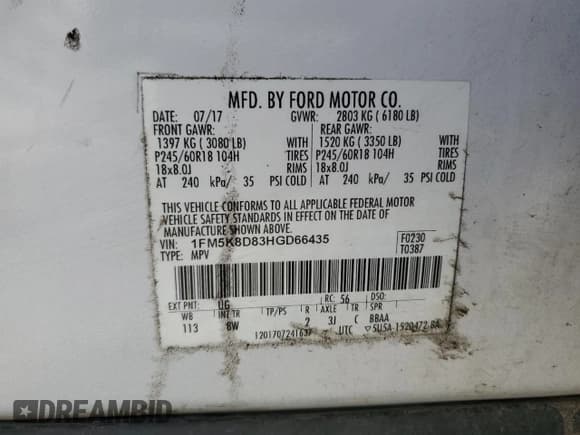 MFD. BY FORD MOTOR CO.
DATE: 07/17 GVWR: 2803 KG ( 6180 LB)
FRONT GAWR: REAR GAWR:
1397 KG ( 3080 LB) WITH 1520 KG ( 3350 LB) WITH
P245/60R18 104H TIRES P245/60R18 104H TIRES
18x8.0J RIMS 18x8.0J RIMS
AT 240 kPa/ 35 PSI COLD AT 240 kPa/ 35 PSI COLD
THIS VEHICLE CONFORMS TO ALL APPLICABLE FEDERAL MOTOR
VEHICLE SAFETY STANDARDS IN EFFECT ON THE DATE OF
MANUFACTURE SHOWN ABOVE.
VIN: 1FM5K8D83HGD66435 F0230
TYPE: MPV T0387
EXT PNT: UG RC: 56 DSO:
WB INT TR TP/PS R AXLE TR SPR
113 8W 2 3J C BBAA
UTC
DREAMBID